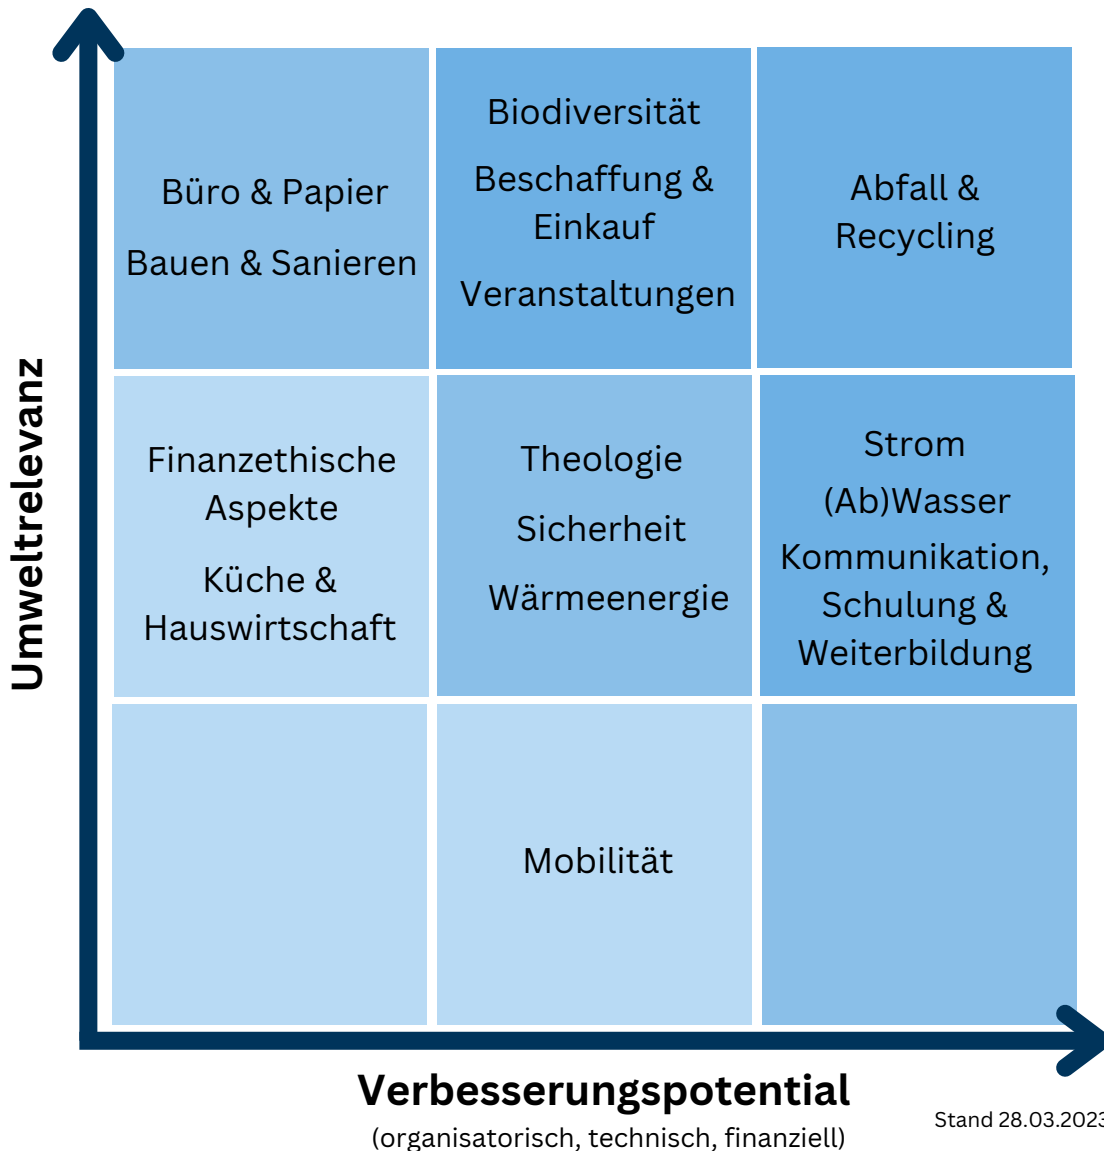 Umweltrelevanz
Büro & Papier
Bauen & Sanieren
Biodiversität
Beschaffung &
Einkauf
Veranstaltungen
Abfall &
Recycling
Finanzethische
Aspekte
Küche &
Hauswirtschaft
Theologie
Sicherheit
Wärmeenergie
Strom
(Ab)Wasser
Kommunikation,
Schulung &
Weiterbildung
Mobilität
Verbesserungspotential
(organisatorisch, technisch, finanziell)
Stand 28.03.2023